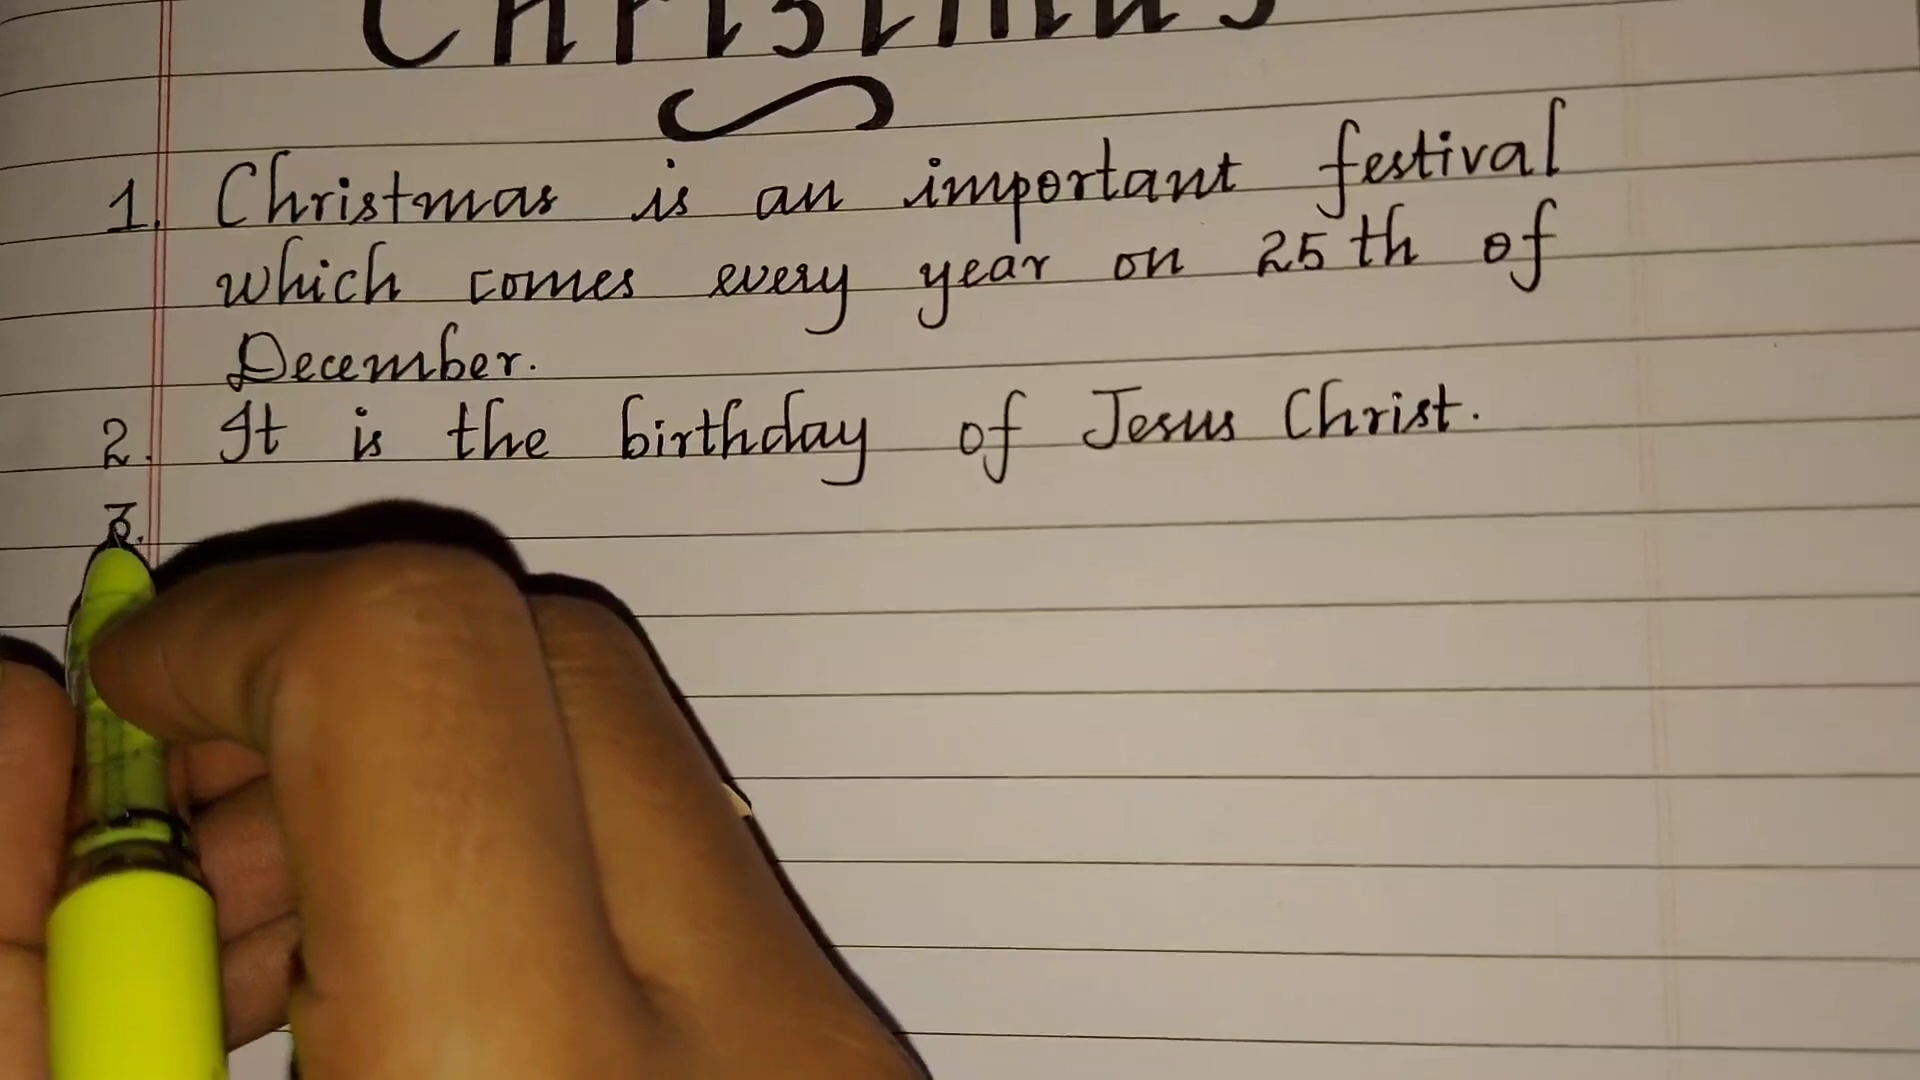 Christmas
1. Christmas is an important festival
which comes every year on 25th of
December.
2. It is the birthday of Jesus Christ.
3.